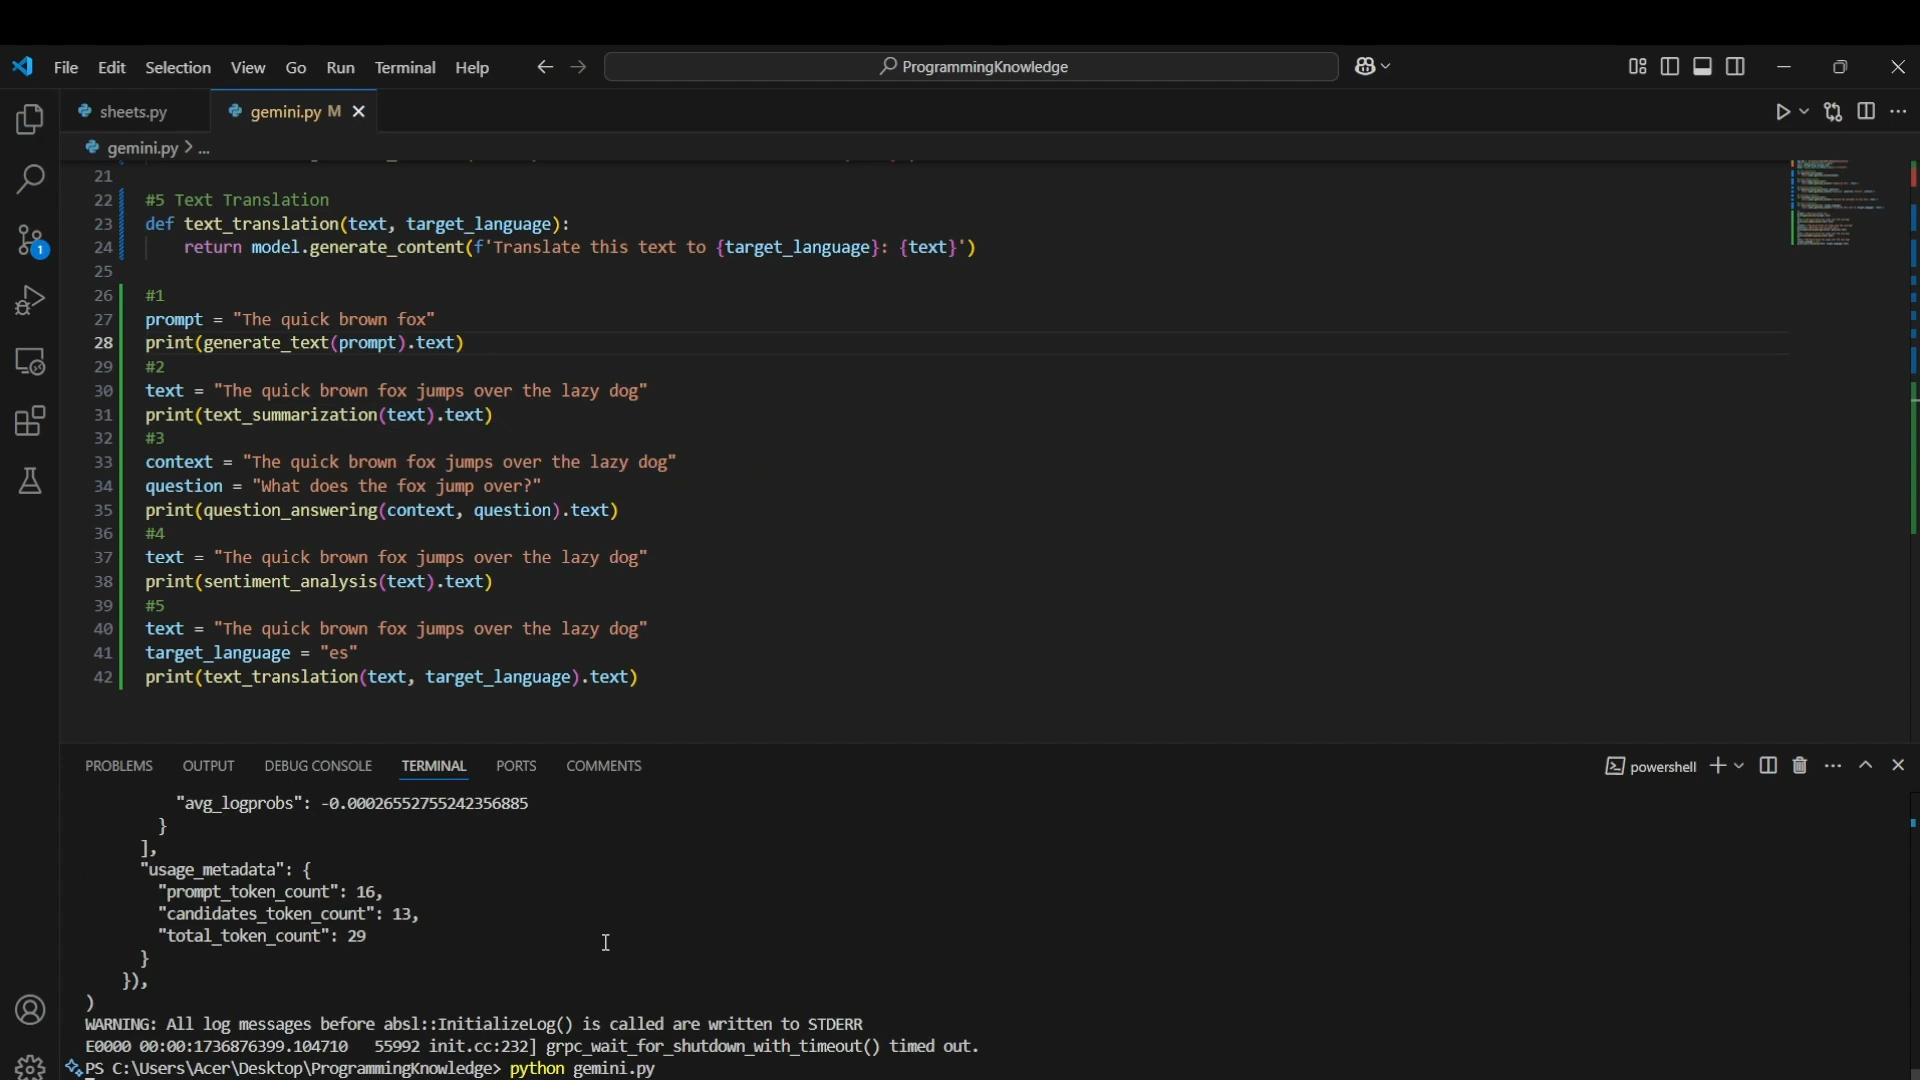 File Edit Selection View Go Run Terminal Help ProgrammingKnowledge
sheets.py gemini.py M
gemini.py > ...
21
22 #5 Text Translation
23 def text_translation(text, target_language):
24 return model.generate_content(f'Translate this text to {target_language}: {text}')
25
26 #1
27 prompt = "The quick brown fox"
28 print(generate_text(prompt).text)
29 #2
30 text = "The quick brown fox jumps over the lazy dog"
31 print(text_summarization(text).text)
32 #3
33 context = "The quick brown fox jumps over the lazy dog"
34 question = "What does the fox jump over?"
35 print(question_answering(context, question).text)
36 #4
37 text = "The quick brown fox jumps over the lazy dog"
38 print(sentiment_analysis(text).text)
39 #5
40 text = "The quick brown fox jumps over the lazy dog"
41 target_language = "es"
42 print(text_translation(text, target_language).text)
1
PROBLEMS OUTPUT DEBUG CONSOLE TERMINAL PORTS COMMENTS powershell
"avg_logprobs": -0.00026552755242356885
}
],
"usage_metadata": {
"prompt_token_count": 16,
"candidates_token_count": 13,
"total_token_count": 29
}
}),
)
WARNING: All log messages before absl::InitializeLog() is called are written to STDERR
E0000 00:00:1736876399.104710 55992 init.cc:232] grpc_wait_for_shutdown_with_timeout() timed out.
PS C:\Users\Acer\Desktop\ProgrammingKnowledge> python gemini.py